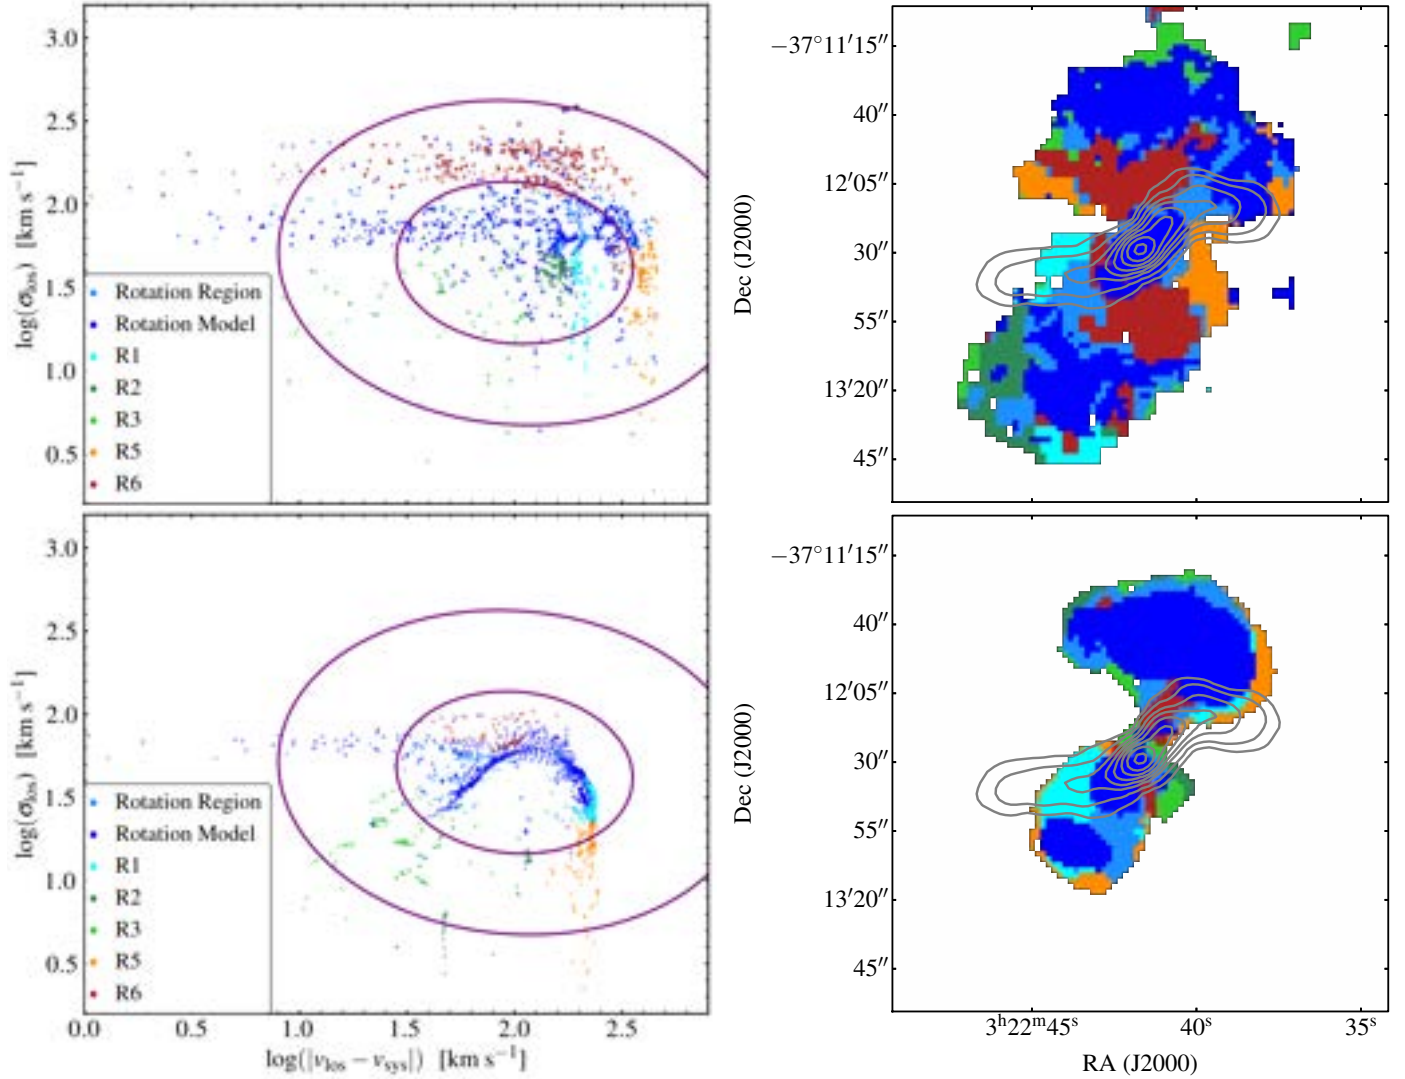 3.0
2.5
2.0
1.5
1.0
0.5
log(σlos) [km s−1]
Rotation Region
Rotation Model
R1
R2
R3
R5
R6
−37°11′15″
40″
12′05″
30″
55″
13′20″
45″
Dec (J2000)
3.0
2.5
2.0
1.5
1.0
0.5
log(σlos) [km s−1]
Rotation Region
Rotation Model
R1
R2
R3
R5
R6
0.0 0.5 1.0 1.5 2.0 2.5
log(|vlos − vsys|) [km s−1]
−37°11′15″
40″
12′05″
30″
55″
13′20″
45″
Dec (J2000)
3h22m45s 40s 35s
RA (J2000)